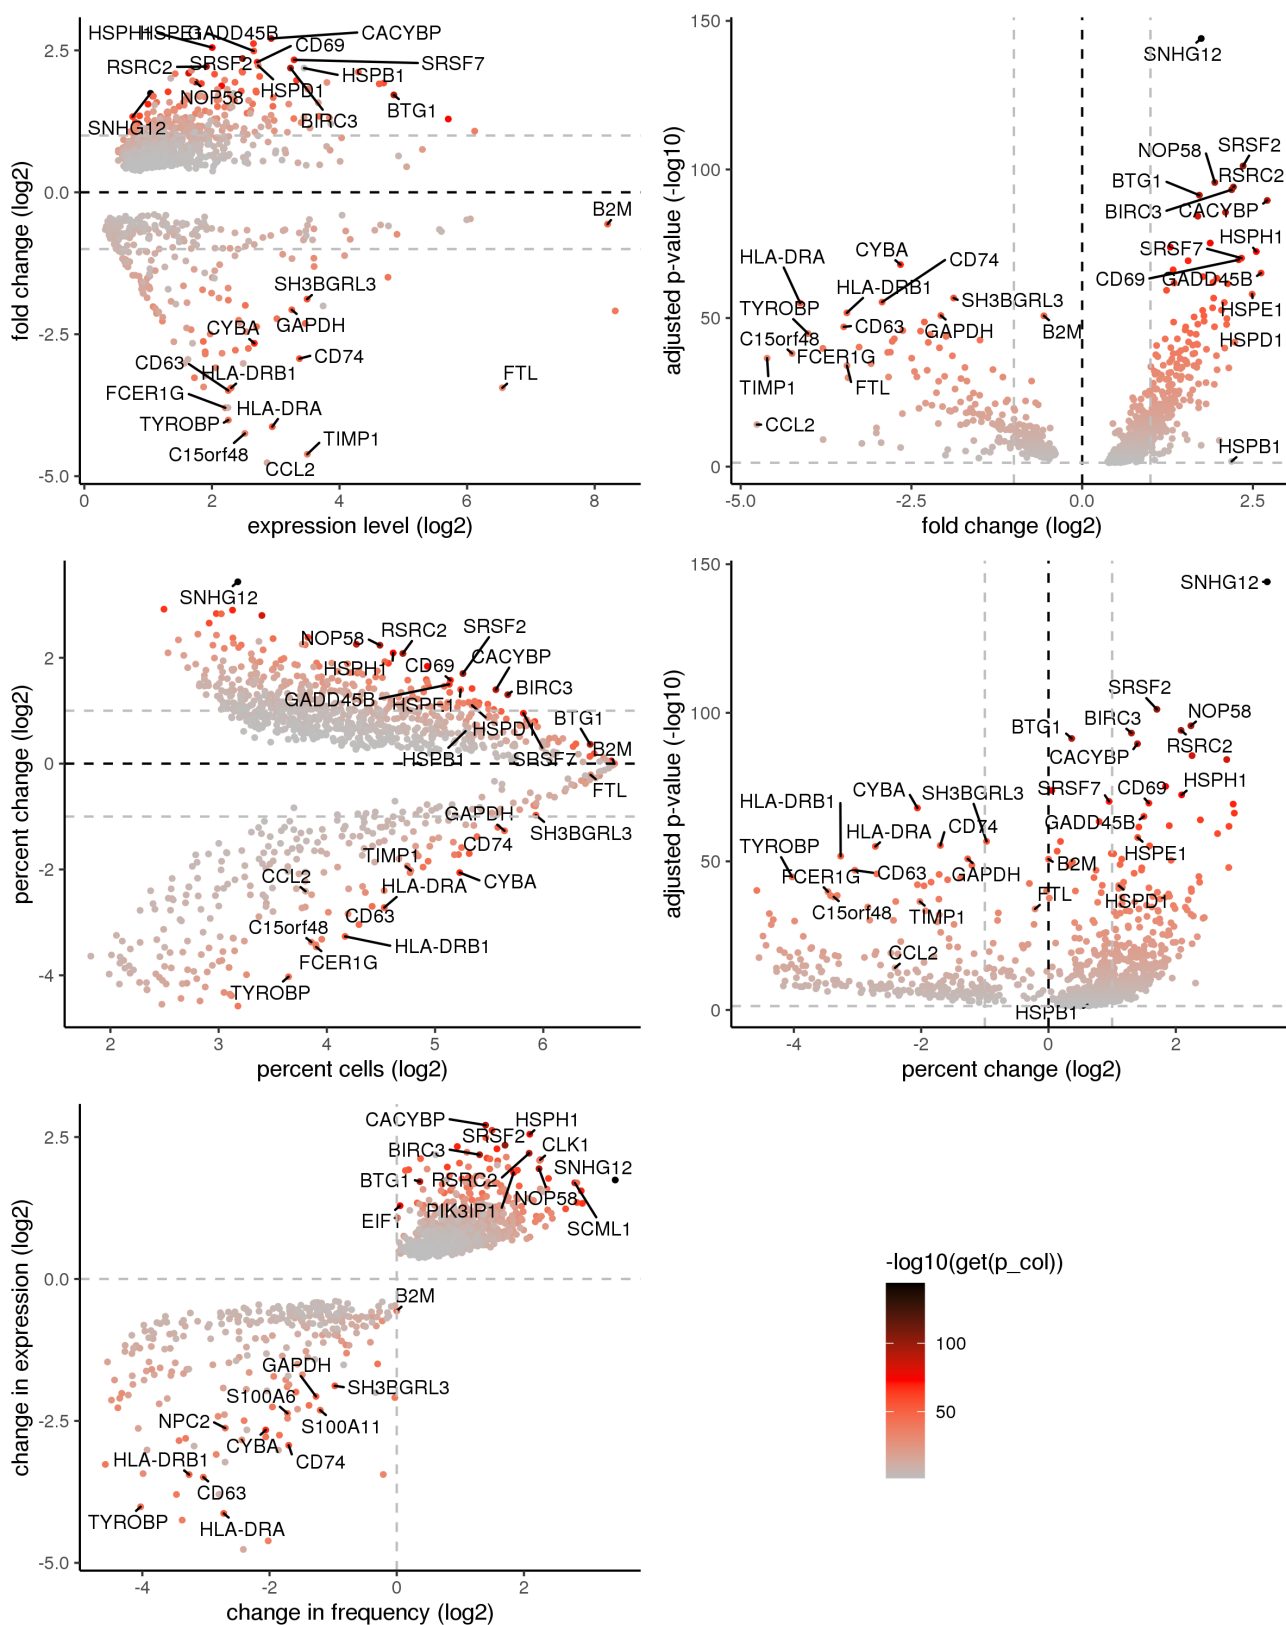 HSPH1 HSPE1 GADD45B CACYBP
CD69
RSRC2 SRSF2 SRSF7
HSPB1
NOP58 HSPD1
SNHG12 BIRC3 BTG1
B2M
SH3BGRL3
CYBA GAPDH
CD63 CD74
HLA-DRB1 FTL
FCER1G
HLA-DRA
TYROBP
C15orf48 TIMP1
CCL2
2.5
0.0
-2.5
-5.0
0 2 4 6 8
expression level (log2)
fold change (log2)
SNHG12
NOP58 SRSF2
BTG1 RSRC2
BIRC3 CACYBP
HLA-DRA CYBA SRSF7 HSPH1
CD74
CD69 GADD45B
HLA-DRB1
TYROBP SH3BGRL3
HSPE1
CD63 GAPDH B2M
C15orf48 HSPD1
FCER1G
TIMP1 FTL
CCL2
HSPB1
150
100
50
0
-5.0 -2.5 0.0 2.5
fold change (log2)
adjusted p-value (-log10)
SNHG12
NOP58 RSRC2 SRSF2
HSPH1 CD69 CACYBP
GADD45B HSPE1 BIRC3
HSPD1 BTG1
HSPB1 SRSF7 B2M
FTL
GAPDH
SH3BGRL3
TIMP1 CD74
CCL2 HLA-DRA CYBA
C15orf48 CD63
HLA-DRB1
FCER1G
TYROBP
2
0
-2
-4
2 3 4 5 6
percent cells (log2)
percent change (log2)
SNHG12
SRSF2
BTG1 BIRC3 NOP58
CACYBP RSRC2
HLA-DRB1 CYBA SH3BGRL3 SRSF7 CD69 HSPH1
HLA-DRA CD74 GADD45B
TYROBP
HSPE1
FCER1G CD63 GAPDH B2M
C15orf48 TIMP1 FTL HSPD1
CCL2
HSPB1
150
100
50
0
-4 -2 0 2
percent change (log2)
adjusted p-value (-log10)
CACYBP HSPH1
SRSF2
BIRC3 CLK1
BTG1 RSRC2 SNHG12
NOP58
EIF1 PIK3IP1
SCML1
B2M
GAPDH
SH3BGRL3
S100A6
NPC2 S100A11
CYBA
HLA-DRB1 CD74
CD63
TYROBP HLA-DRA
2.5
0.0
-2.5
-5.0
-4 -2 0 2
change in frequency (log2)
change in expression (log2)
-log10(get(p_col))
100
50